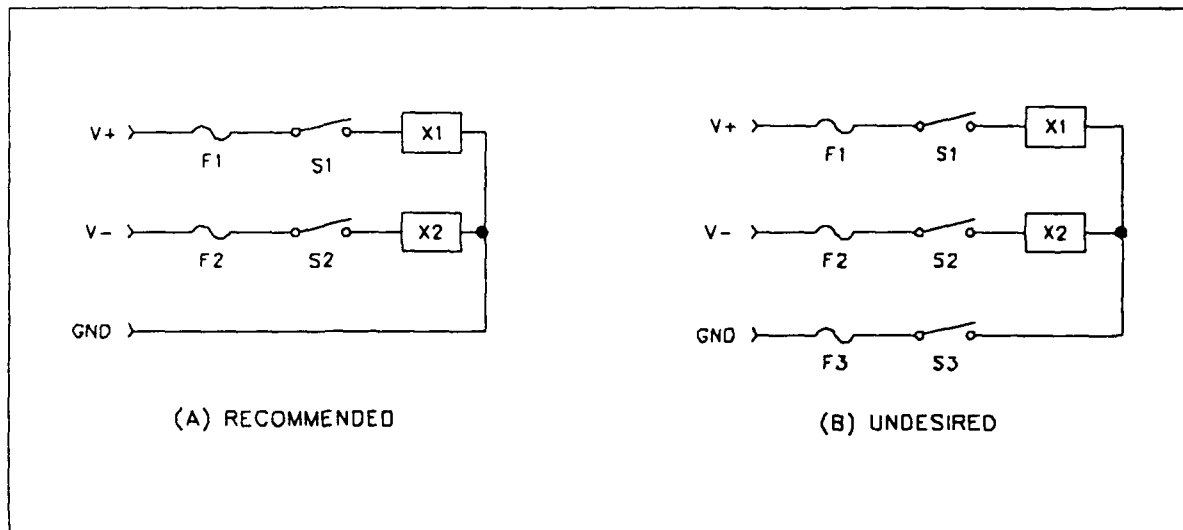 V+
F1
S1
X1
V-
F2
S2
X2
GND
(A) RECOMMENDED
V+
F1
S1
X1
V-
F2
S2
X2
GND
F3
S3
(B) UNDESIRED